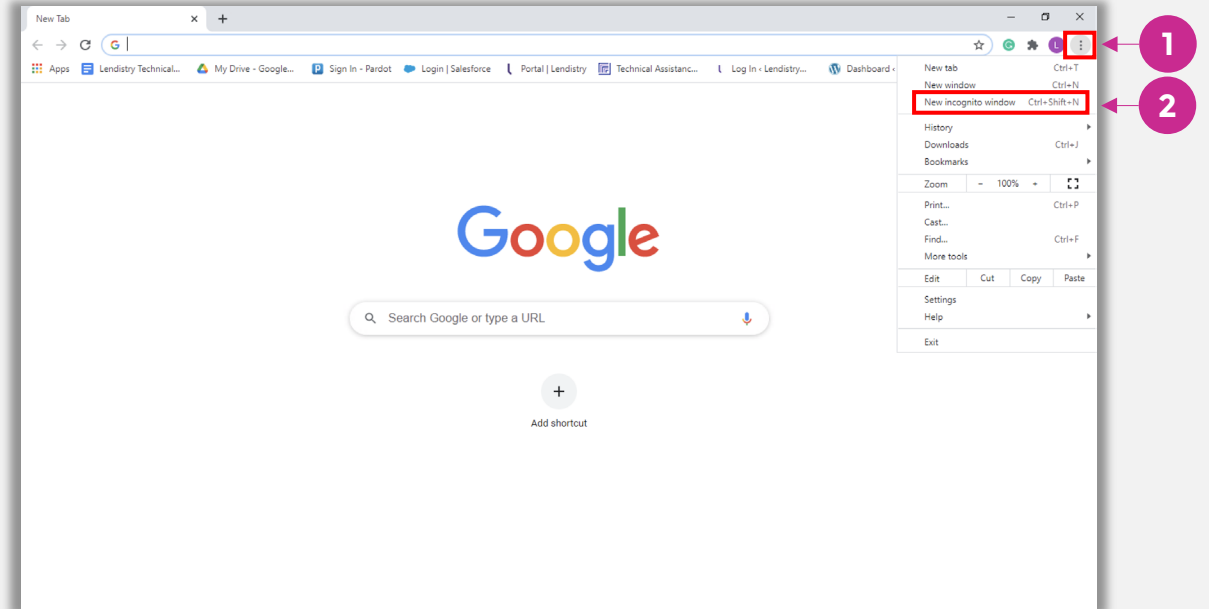 New Tab
G
L
1
Apps
Lendistry Technical...
My Drive - Google...
Sign In - Pardot
Login | Salesforce
Portal | Lendistry
Technical Assistanc...
Log In ‹ Lendistry...
Dashboard ‹
New tab Ctrl+T
New window Ctrl+N
New incognito window Ctrl+Shift+N
2
History
Downloads Ctrl+J
Bookmarks
Zoom - 100% +
Print... Ctrl+P
Cast...
Find... Ctrl+F
More tools
Edit Cut Copy Paste
Settings
Help
Exit
Google
Search Google or type a URL
Add shortcut